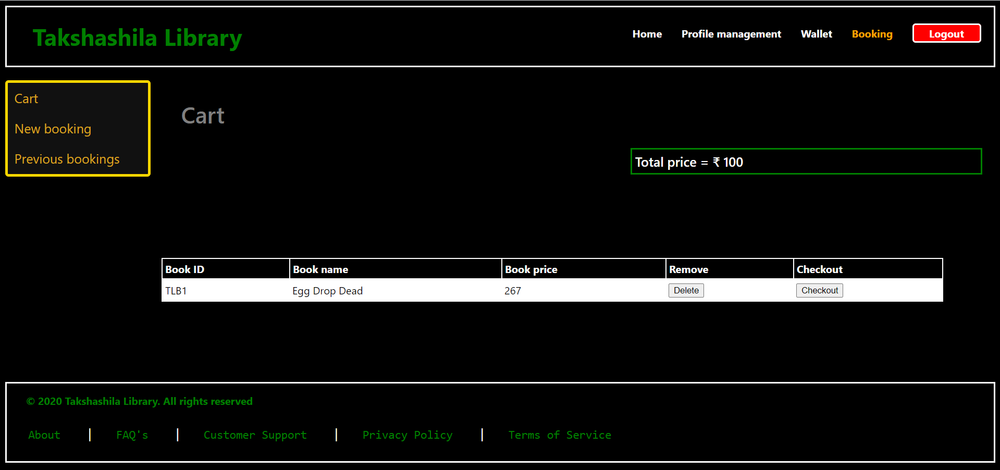 Takshashila Library
Home Profile management Wallet Booking Logout
Cart
New booking
Previous bookings
Cart
Total price = ₹ 100
Book ID Book name Book price Remove Checkout
TLB1 Egg Drop Dead 267 Delete Checkout
© 2020 Takshashila Library. All rights reserved
About | FAQ's | Customer Support | Privacy Policy | Terms of Service